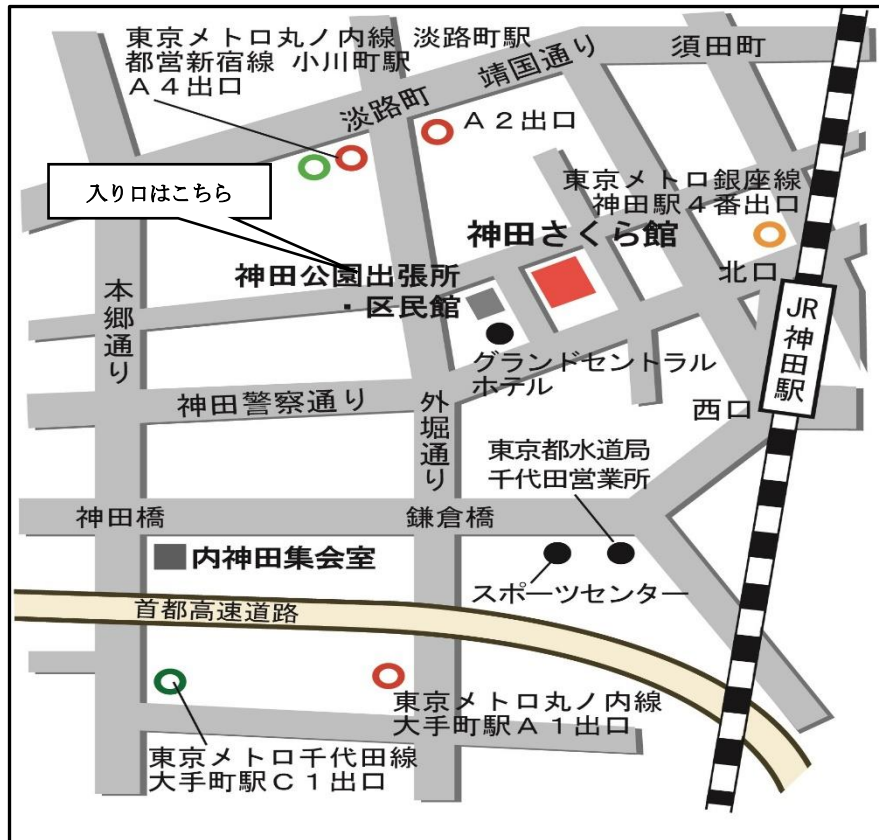 東京メトロ丸ノ内線 淡路町駅
都営新宿線 小川町駅
A4出口
淡路町
靖国通り
須田町
A2出口
入り口はこちら
東京メトロ銀座線
神田駅4番出口
神田さくら館
神田公園出張所
・区民館
北口
本郷通り
JR神田駅
グランドセントラル
ホテル
神田警察通り
外堀通り
西口
東京都水道局
千代田営業所
神田橋
鎌倉橋
内神田集会室
スポーツセンター
首都高速道路
東京メトロ丸ノ内線
大手町駅A1出口
東京メトロ千代田線
大手町駅C1出口